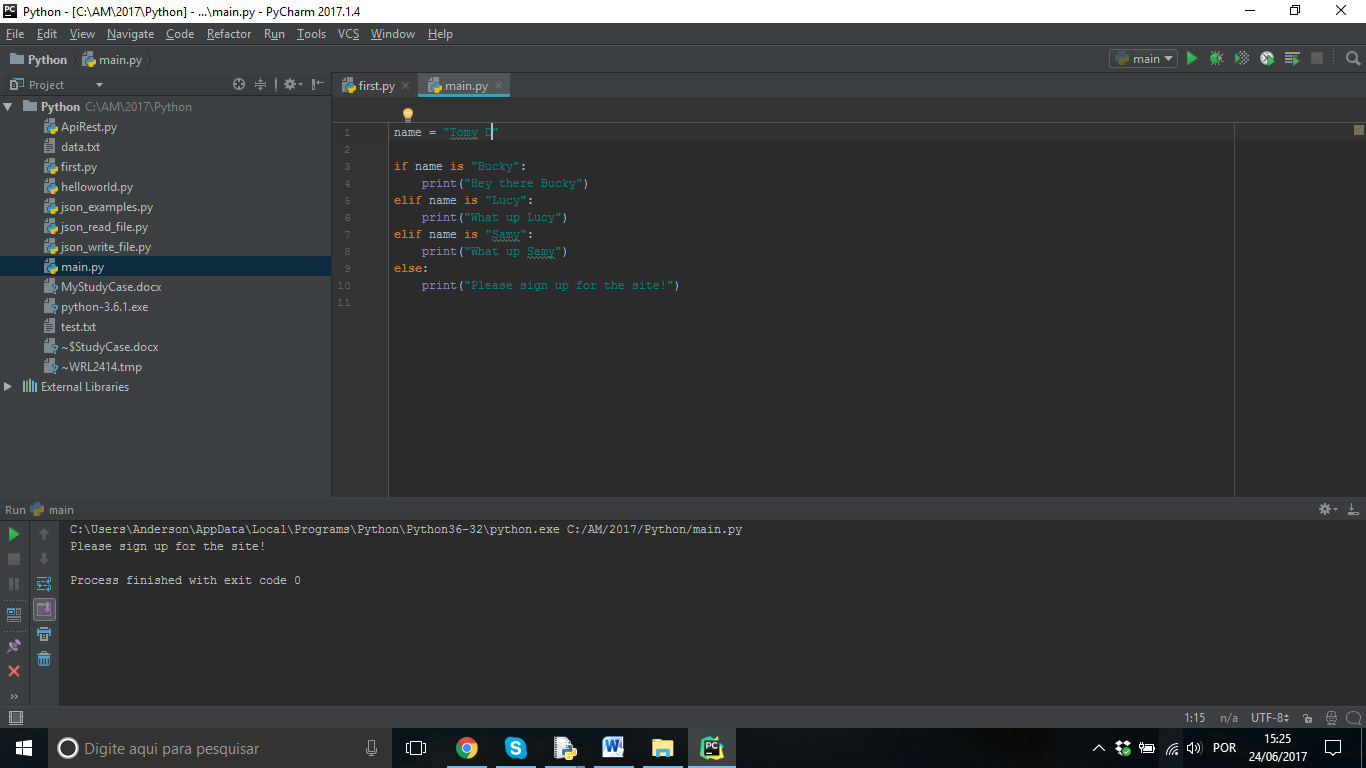 Python - [C:\AM\2017\Python] - ...\main.py - PyCharm 2017.1.4
File Edit View Navigate Code Refactor Run Tools VCS Window Help
Python main.py main
Project first.py main.py
Python C:\AM\2017\Python
ApiRest.py
data.txt
first.py
helloworld.py
json_examples.py
json_read_file.py
json_write_file.py
main.py
MyStudyCase.docx
python-3.6.1.exe
test.txt
~$StudyCase.docx
~WRL2414.tmp
External Libraries
1 name = "Tomy D"
2
3 if name is "Bucky":
4 print("Hey there Bucky")
5 elif name is "Lucy":
6 print("What up Lucy")
7 elif name is "Samy":
8 print("What up Samy")
9 else:
10 print("Please sign up for the site!")
11
Run main
C:\Users\Anderson\AppData\Local\Programs\Python\Python36-32\python.exe C:/AM/2017/Python/main.py
Please sign up for the site!
Process finished with exit code 0
1:15 n/a UTF-8
Digite aqui para pesquisar
POR
15:25
24/06/2017